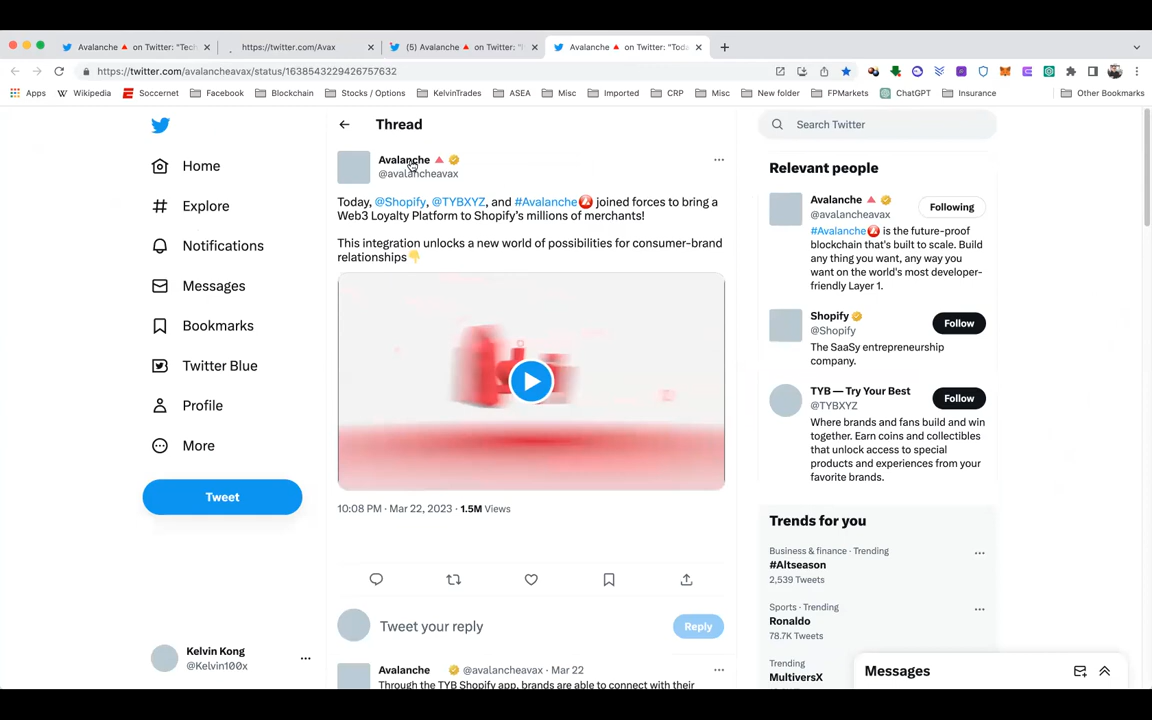 Avalanche 🔺 on Twitter: "Tech
https://twitter.com/Avax
(5) Avalanche 🔺 on Twitter: "
Avalanche 🔺 on Twitter: "Toda
https://twitter.com/avalancheavax/status/1638543229426757632
Apps
Wikipedia
Soccernet
Facebook
Blockchain
Stocks / Options
KelvinTrades
ASEA
Misc
Imported
CRP
Misc
New folder
FPMarkets
ChatGPT
Insurance
Other Bookmarks
Home
Explore
Notifications
Messages
Bookmarks
Twitter Blue
Profile
More
Tweet
Kelvin Kong
@Kelvin100x
Thread
Avalanche 🔺
@avalancheavax
Today, @Shopify, @TYBXYZ, and #Avalanche joined forces to bring a
Web3 Loyalty Platform to Shopify's millions of merchants!
This integration unlocks a new world of possibilities for consumer-brand
relationships👇
10:08 PM · Mar 22, 2023 · 1.5M Views
Tweet your reply
Reply
Avalanche @avalancheavax · Mar 22
Through the TYB Shopify app, brands are able to connect with their
Search Twitter
Relevant people
Avalanche 🔺
@avalancheavax
Following
#Avalanche is the future-proof
blockchain that's built to scale. Build
anything you want, any way you
want on the world's most developer-
friendly Layer 1.
Shopify
@Shopify
Follow
The SaaSy entrepreneurship
company.
TYB — Try Your Best
@TYBXYZ
Follow
Where brands and fans build and win
together. Earn coins and collectibles
that unlock access to special
products and experiences from your
favorite brands.
Trends for you
Business & finance · Trending
#Altseason
2,539 Tweets
Sports · Trending
Ronaldo
78.7K Tweets
Trending
MultiversX
Messages